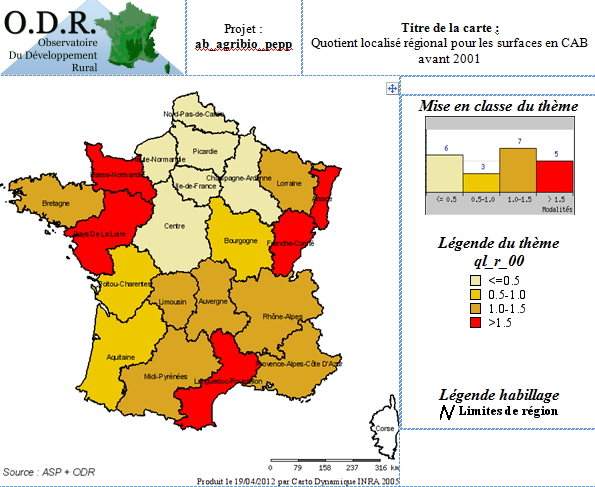 O.D.R.
Observatoire
Du Développement
Rural
Projet :
ab_agribio_pepp
Titre de la carte :
Quotient localisé régional pour les surfaces en CAB
avant 2001
Nord-Pas-de-Calais
Picardie
Haute-Normandie
Basse-Normandie
Ile-de-France
Champagne-Ardenne
Lorraine
Alsace
Bretagne
Pays De La Loire
Centre
Bourgogne
Franche-Comté
Poitou-Charentes
Limousin
Auvergne
Rhône-Alpes
Aquitaine
Midi-Pyrénées
Languedoc-Roussillon
Provence-Alpes-Côte D'Azur
Corse
Mise en classe du thème
6
3
7
5
<= 0.5
0.5-1.0
1.0-1.5
> 1.5
Modalités
Légende du thème
ql_r_00
<=0.5
0.5-1.0
1.0-1.5
>1.5
Légende habillage
Limites de région
0 79 158 237 316 km
Source : ASP + ODR
Produit le 19/04/2012 par Carto Dynamique INRA 2005